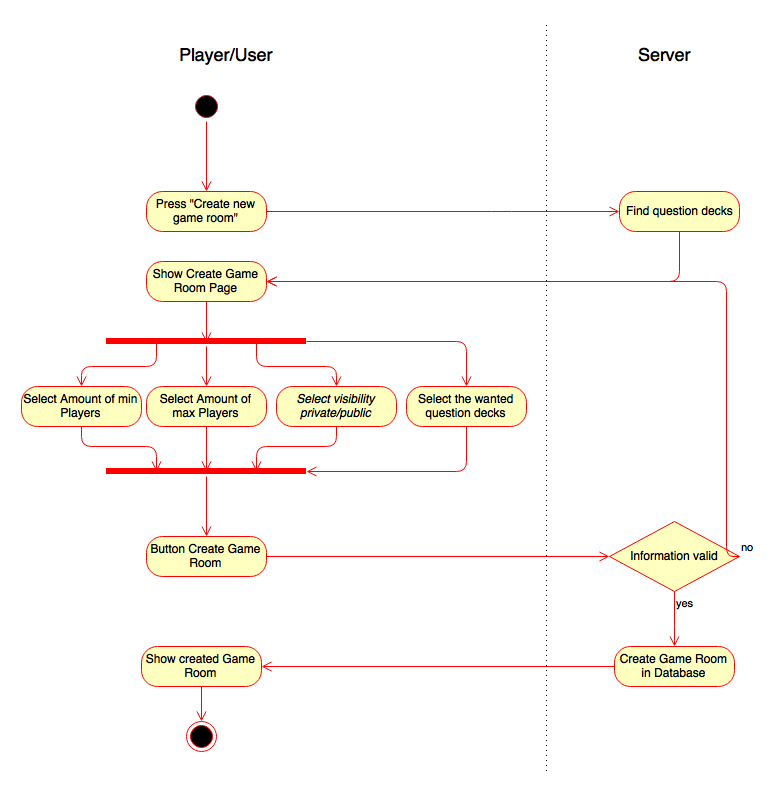 Player/User
Server
Press "Create new
game room"
Find question decks
Show Create Game
Room Page
Select Amount of min
Players
Select Amount of
max Players
Select visibility
private/public
Select the wanted
question decks
Button Create Game
Room
Information valid
no
yes
Show created Game
Room
Create Game Room
in Database